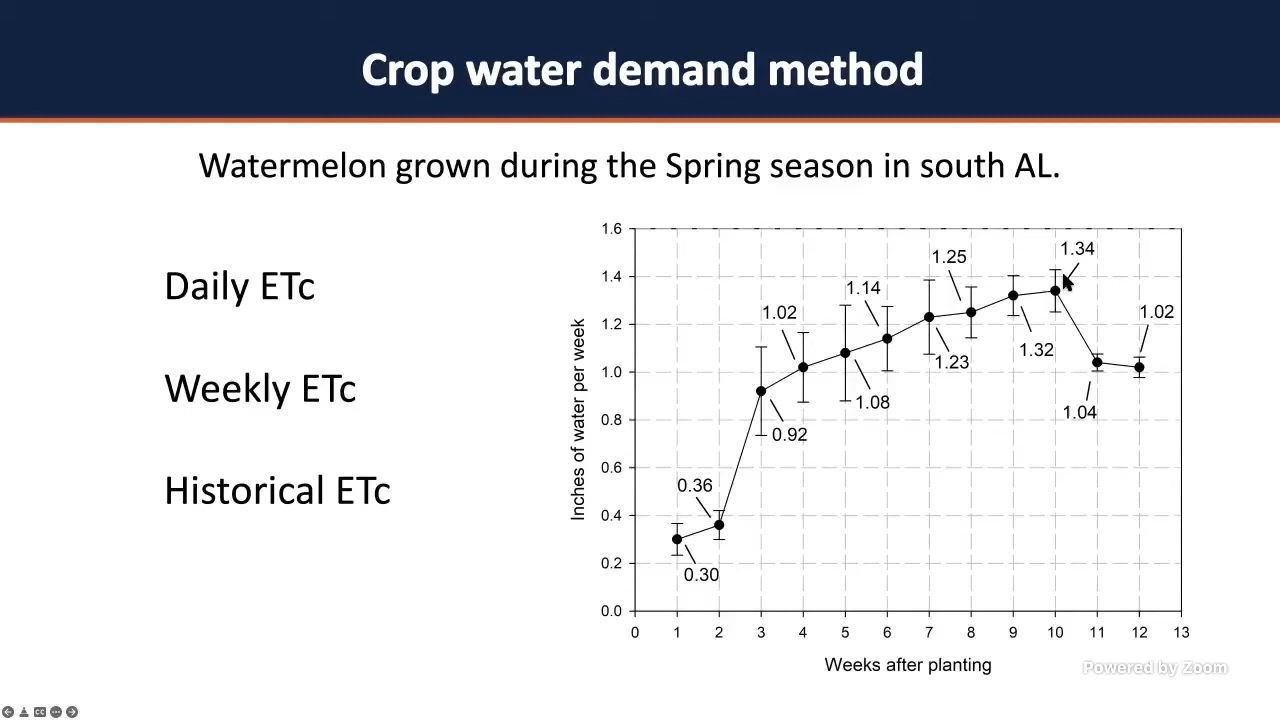 Crop water demand method
Watermelon grown during the Spring season in south AL.
Daily ETc
Weekly ETc
Historical ETc
Inches of water per week
1.6
1.4
1.2
1.0
0.8
0.6
0.4
0.2
0.0
0.30
0.36
0.92
1.02
1.08
1.14
1.23
1.25
1.32
1.34
1.04
1.02
0 1 2 3 4 5 6 7 8 9 10 11 12 13
Weeks after planting
Powered by Zoom